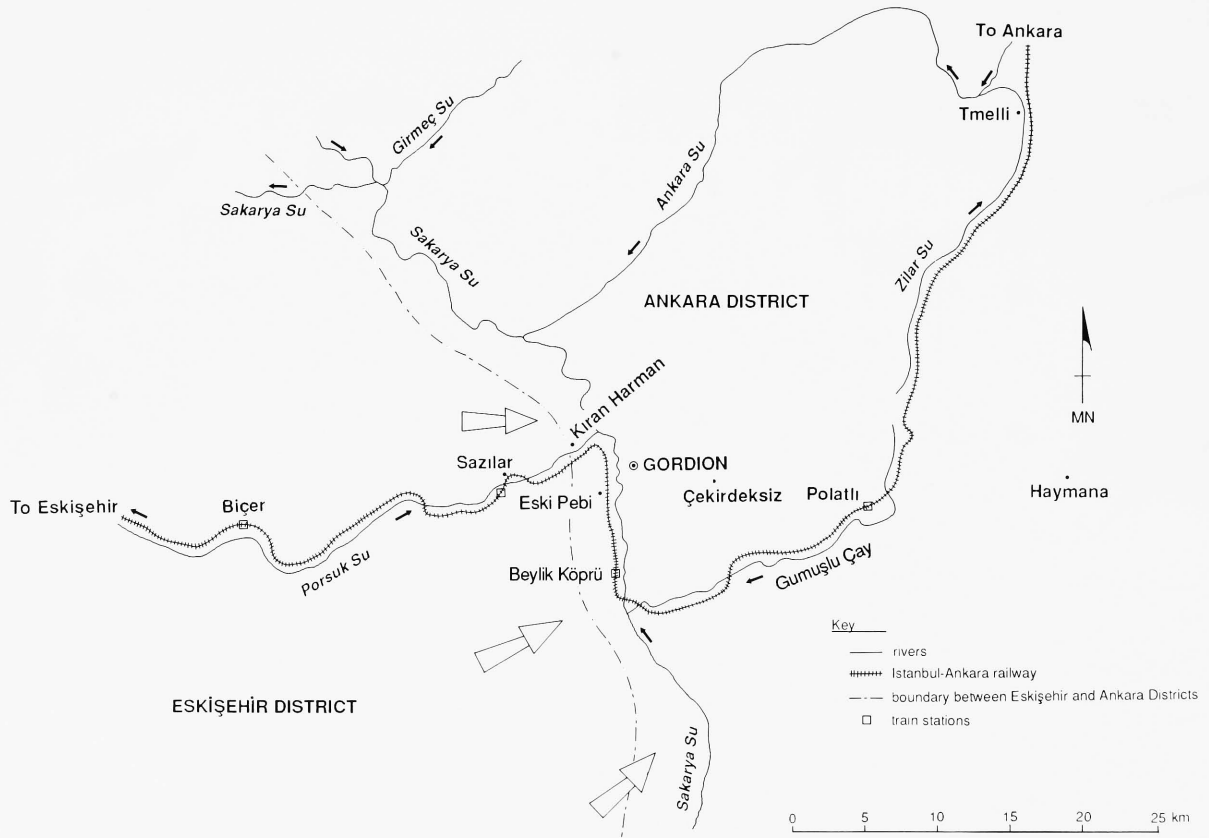 To Ankara
Tmelli
Girmeç Su
Ankara Su
Sakarya Su
Sakarya Su
Zilar Su
ANKARA DISTRICT
MN
Kıran Harman
Sazılar
GORDION
Çekirdeksiz
Eski Pebi
Polatlı
Haymana
To Eskişehir
Biçer
Porsuk Su
Beylik Köprü
Gumuşlu Çay
Key
rivers
Istanbul-Ankara railway
boundary between Eskişehir and Ankara Districts
train stations
ESKİŞEHİR DISTRICT
Sakarya Su
0 5 10 15 20 25 km